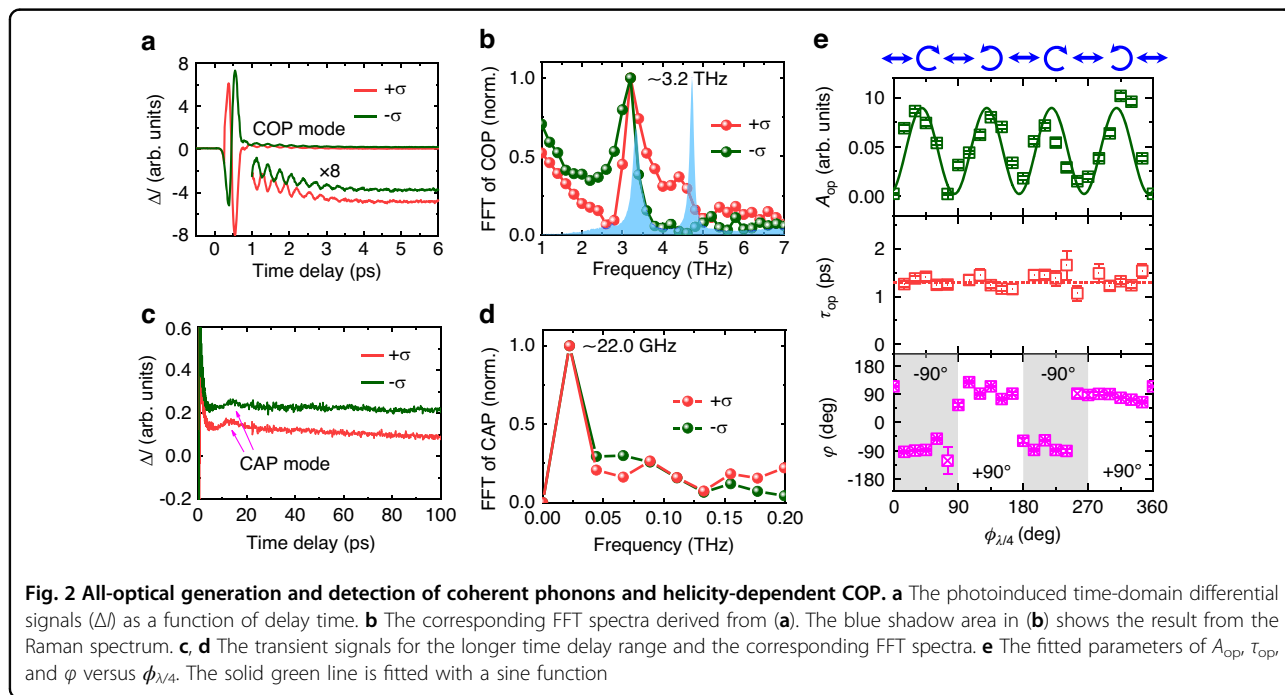 a
8
4
0
-4
-8
ΔI (arb. units)
+σ
-σ
COP mode
×8
0 1 2 3 4 5 6
Time delay (ps)
b
1.0
0.5
0.0
FFT of COP (norm.)
~3.2 THz
+σ
-σ
1 2 3 4 5 6 7
Frequency (THz)
c
0.6
0.4
0.2
0.0
-0.2
ΔI (arb. units)
+σ
-σ
CAP mode
0 20 40 60 80 100
Time delay (ps)
d
1.0
0.5
0.0
FFT of CAP (norm.)
~22.0 GHz
+σ
-σ
0.00 0.05 0.10 0.15 0.20
Frequency (THz)
e
10
5
0.00
Aop (arb. units)
2
1
0
τop (ps)
180
90
0
-90
-180
φ (deg)
-90°
-90°
+90°
+90°
0 90 180 270 360
ϕλ/4 (deg)
Fig. 2 All-optical generation and detection of coherent phonons and helicity-dependent COP. a The photoinduced time-domain differential
signals (ΔI) as a function of delay time. b The corresponding FFT spectra derived from (a). The blue shadow area in (b) shows the result from the
Raman spectrum. c, d The transient signals for the longer time delay range and the corresponding FFT spectra. e The fitted parameters of Aop, τop,
and φ versus ϕλ/4. The solid green line is fitted with a sine function